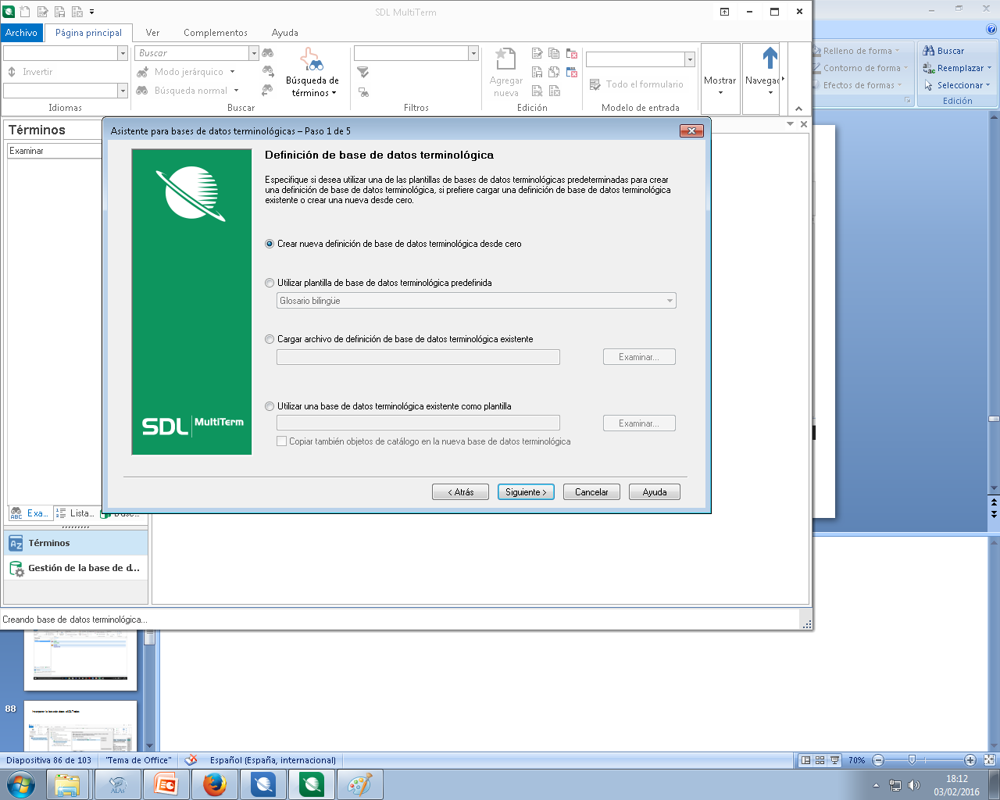 SDL MultiTerm
Archivo
Página principal
Ver
Complementos
Ayuda
Invertir
Idiomas
Buscar
Modo jerárquico
Búsqueda normal
Búsqueda de
términos
Buscar
Filtros
Agregar
nueva
Edición
Todo el formulario
Modelo de entrada
Mostrar
Navegac
Relleno de forma
Contorno de forma
Efectos de formas
Buscar
Reemplazar
Seleccionar
Edición
Términos
Examinar
Asistente para bases de datos terminológicas – Paso 1 de 5
Definición de base de datos terminológica
Especifique si desea utilizar una de las plantillas de bases de datos terminológicas predeterminadas para crear
una definición de base de datos terminológica, si prefiere cargar una definición de base de datos terminológica
existente o crear una nueva desde cero.
Crear nueva definición de base de datos terminológica desde cero
Utilizar plantilla de base de datos terminológica predefinida
Glosario bilingüe
Cargar archivo de definición de base de datos terminológica existente
Examinar...
Utilizar una base de datos terminológica existente como plantilla
Examinar...
Copiar también objetos de catálogo en la nueva base de datos terminológica
SDL MultiTerm
< Atrás
Siguiente >
Cancelar
Ayuda
Exa...
Lista...
Términos
Gestión de la base de d...
Creando base de datos terminológica...
88
Diapositiva 86 de 103
"Tema de Office"
Español (España, internacional)
70%
ALAs
18:12
03/02/2016